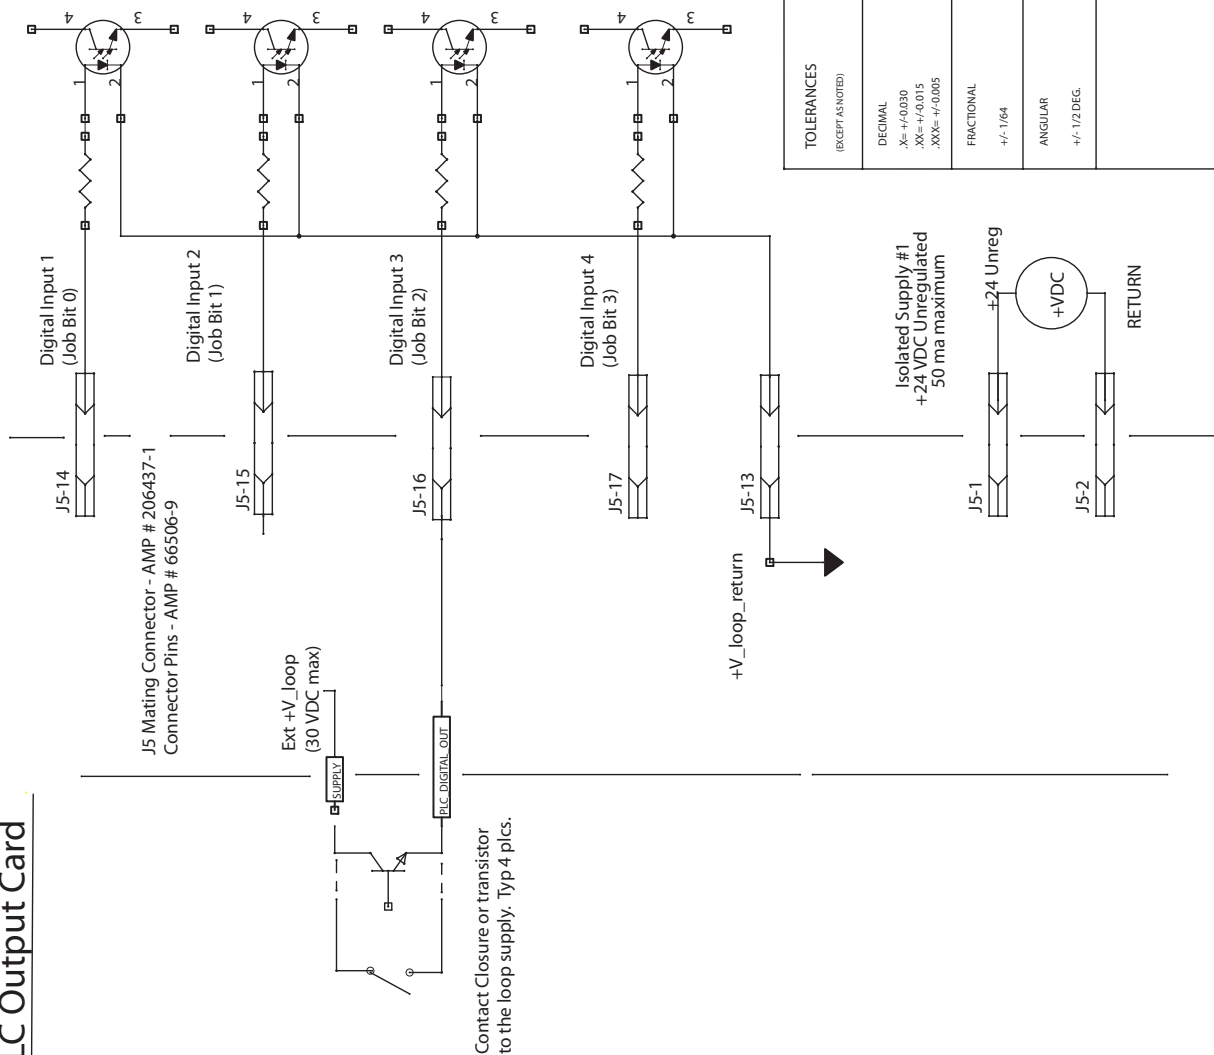 LC Output Card
J5 Mating Connector - AMP # 206437-1
Connector Pins - AMP # 66506-9
Ext +V_loop
(30 VDC max)
SUPPLY
PLC_DIGITAL_OUT
Contact Closure or transistor
to the loop supply. Typ 4 plcs.
J5-14
Digital Input 1
(Job Bit 0)
1
2
4
3
J5-15
Digital Input 2
(Job Bit 1)
1
2
4
3
J5-16
Digital Input 3
(Job Bit 2)
1
2
4
3
J5-17
Digital Input 4
(Job Bit 3)
1
2
4
3
J5-13
+V_loop_return
Isolated Supply #1
+24 VDC Unregulated
50 ma maximum
J5-1
+24 Unreg
+VDC
J5-2
RETURN
TOLERANCES
(EXCEPT AS NOTED)
DECIMAL
.X= +/-0.030
.XX= +/-0.015
.XXX= +/-0.005
FRACTIONAL
+/- 1/64
ANGULAR
+/- 1/2 DEG.